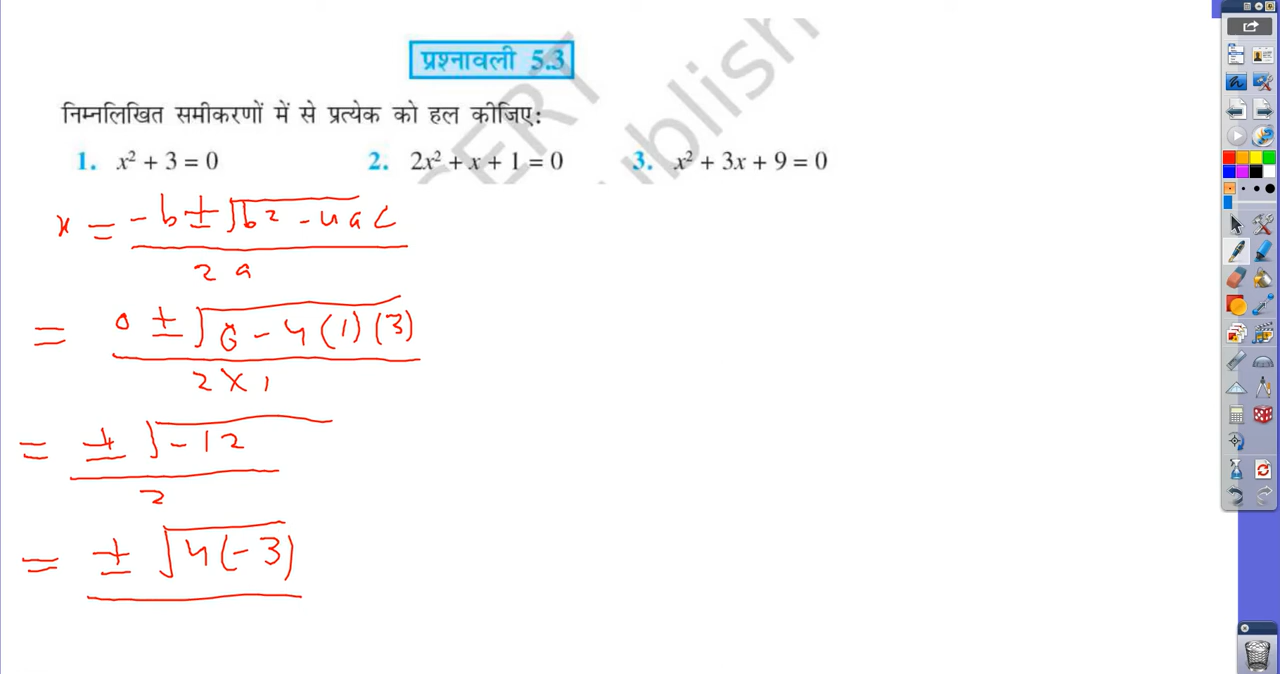 प्रश्नावली 5.3
निम्नलिखित समीकरणों में से प्रत्येक को हल कीजिए:
1. x² + 3 = 0 2. 2x² + x + 1 = 0 3. x² + 3x + 9 = 0
x = -b ± √b² - 4ac
2a
= 0 ± √0 - 4(1)(3)
2 × 1
= ± √-12
2
= ± √4(-3)